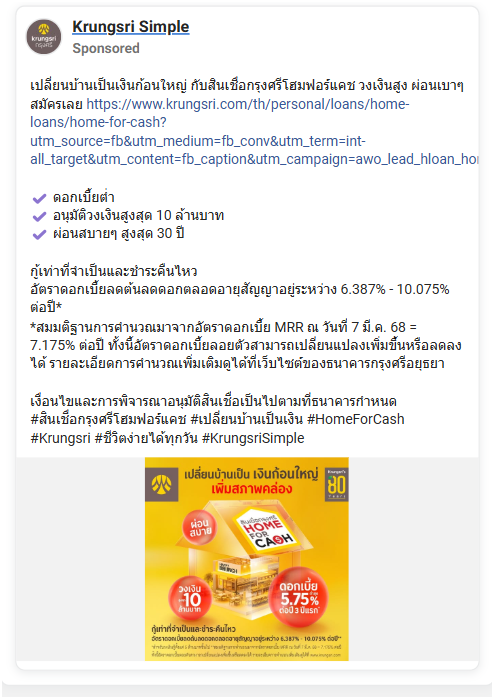 Krungsri Simple
Sponsored
เปลี่ยนบ้านเป็นเงินก้อนใหญ่ กับสินเชื่อกรุงศรีโฮมฟอร์แคช วงเงินสูง ผ่อนเบาๆ
สมัครเลย https://www.krungsri.com/th/personal/loans/home-
loans/home-for-cash?
utm_source=fb&utm_medium=fb_conv&utm_term=int-
all_target&utm_content=fb_caption&utm_campaign=awo_lead_hloan_hom
ดอกเบี้ยต่ำ
อนุมัติวงเงินสูงสุด 10 ล้านบาท
ผ่อนสบายๆ สูงสุด 30 ปี
กู้เท่าที่จำเป็นและชำระคืนไหว
อัตราดอกเบี้ยลดต้นลดดอกตลอดอายุสัญญาอยู่ระหว่าง 6.387% - 10.075%
ต่อปี*
*สมมติฐานการคำนวณมาจากอัตราดอกเบี้ย MRR ณ วันที่ 7 มี.ค. 68 =
7.175% ต่อปี ทั้งนี้อัตราดอกเบี้ยลอยตัวสามารถเปลี่ยนแปลงเพิ่มขึ้นหรือลดลง
ได้ รายละเอียดการคำนวณเพิ่มเติมดูได้ที่เว็บไซต์ของธนาคารกรุงศรีอยุธยา
เงื่อนไขและการพิจารณาอนุมัติสินเชื่อเป็นไปตามที่ธนาคารกำหนด
#สินเชื่อกรุงศรีโฮมฟอร์แคช #เปลี่ยนบ้านเป็นเงิน #HomeForCash
#Krungsri #ชีวิตง่ายได้ทุกวัน #KrungsriSimple
เปลี่ยนบ้านเป็น เงินก้อนใหญ่
เพิ่มสภาพคล่อง
Krungsri's
80
Years
ผ่อน
สบาย
สินเชื่อกรุงศรี
HOME
FOR
CASH
วงเงิน
10
ล้านบาท
ดอกเบี้ย
5.75%
ต่อปี 3 ปีแรก
กู้เท่าที่จำเป็นและชำระคืนไหว
อัตราดอกเบี้ยลดต้นลดดอกตลอดอายุสัญญาอยู่ระหว่าง 6.387% - 10.075% ต่อปี*